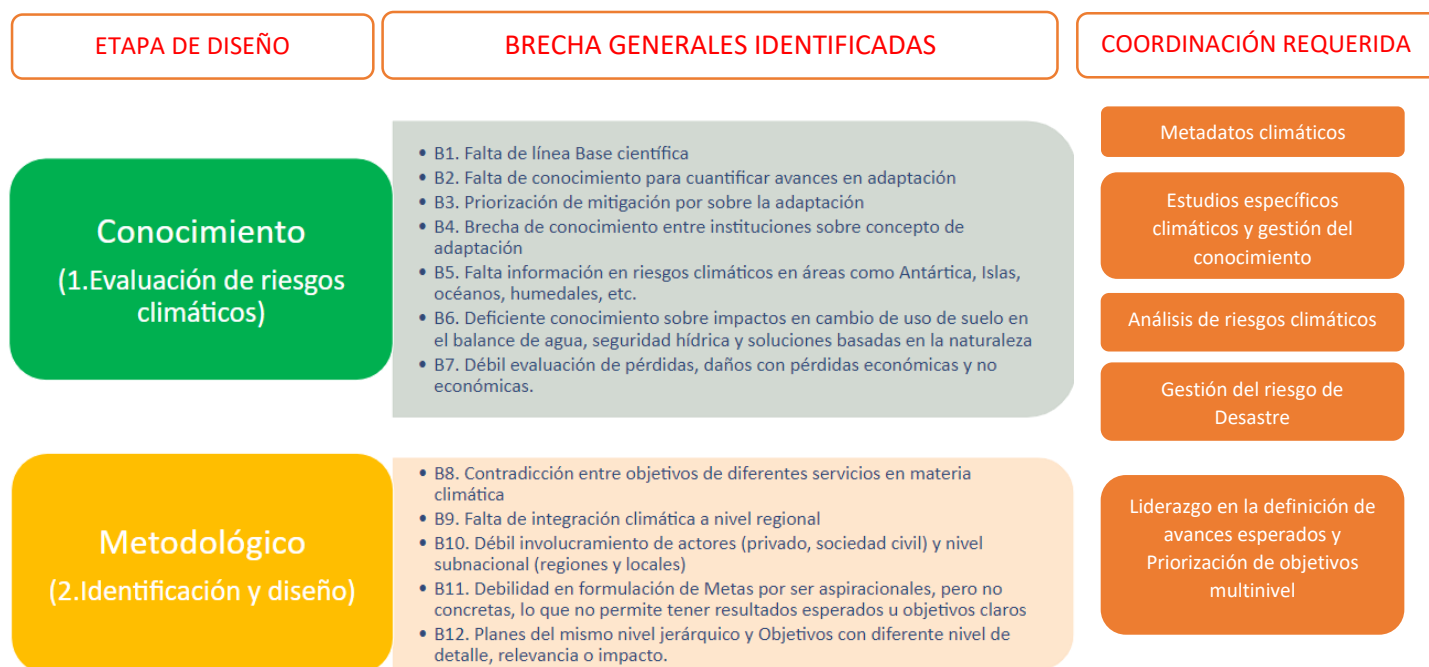 ETAPA DE DISEÑO
BRECHA GENERALES IDENTIFICADAS
COORDINACIÓN REQUERIDA
Conocimiento
(1.Evaluación de riesgos
climáticos)
• B1. Falta de línea Base científica
• B2. Falta de conocimiento para cuantificar avances en adaptación
• B3. Priorización de mitigación por sobre la adaptación
• B4. Brecha de conocimiento entre instituciones sobre concepto de
adaptación
• B5. Falta información en riesgos climáticos en áreas como Antártica, Islas,
océanos, humedales, etc.
• B6. Deficiente conocimiento sobre impactos en cambio de uso de suelo en
el balance de agua, seguridad hídrica y soluciones basadas en la naturaleza
• B7. Débil evaluación de pérdidas, daños con pérdidas económicas y no
económicas.
Metadatos climáticos
Estudios específicos
climáticos y gestión del
conocimiento
Análisis de riesgos climáticos
Gestión del riesgo de
Desastre
Metodológico
(2.Identificación y diseño)
• B8. Contradicción entre objetivos de diferentes servicios en materia
climática
• B9. Falta de integración climática a nivel regional
• B10. Débil involucramiento de actores (privado, sociedad civil) y nivel
subnacional (regiones y locales)
• B11. Debilidad en formulación de Metas por ser aspiracionales, pero no
concretas, lo que no permite tener resultados esperados u objetivos claros
• B12. Planes del mismo nivel jerárquico y Objetivos con diferente nivel de
detalle, relevancia o impacto.
Liderazgo en la definición de
avances esperados y
Priorización de objetivos
multinivel